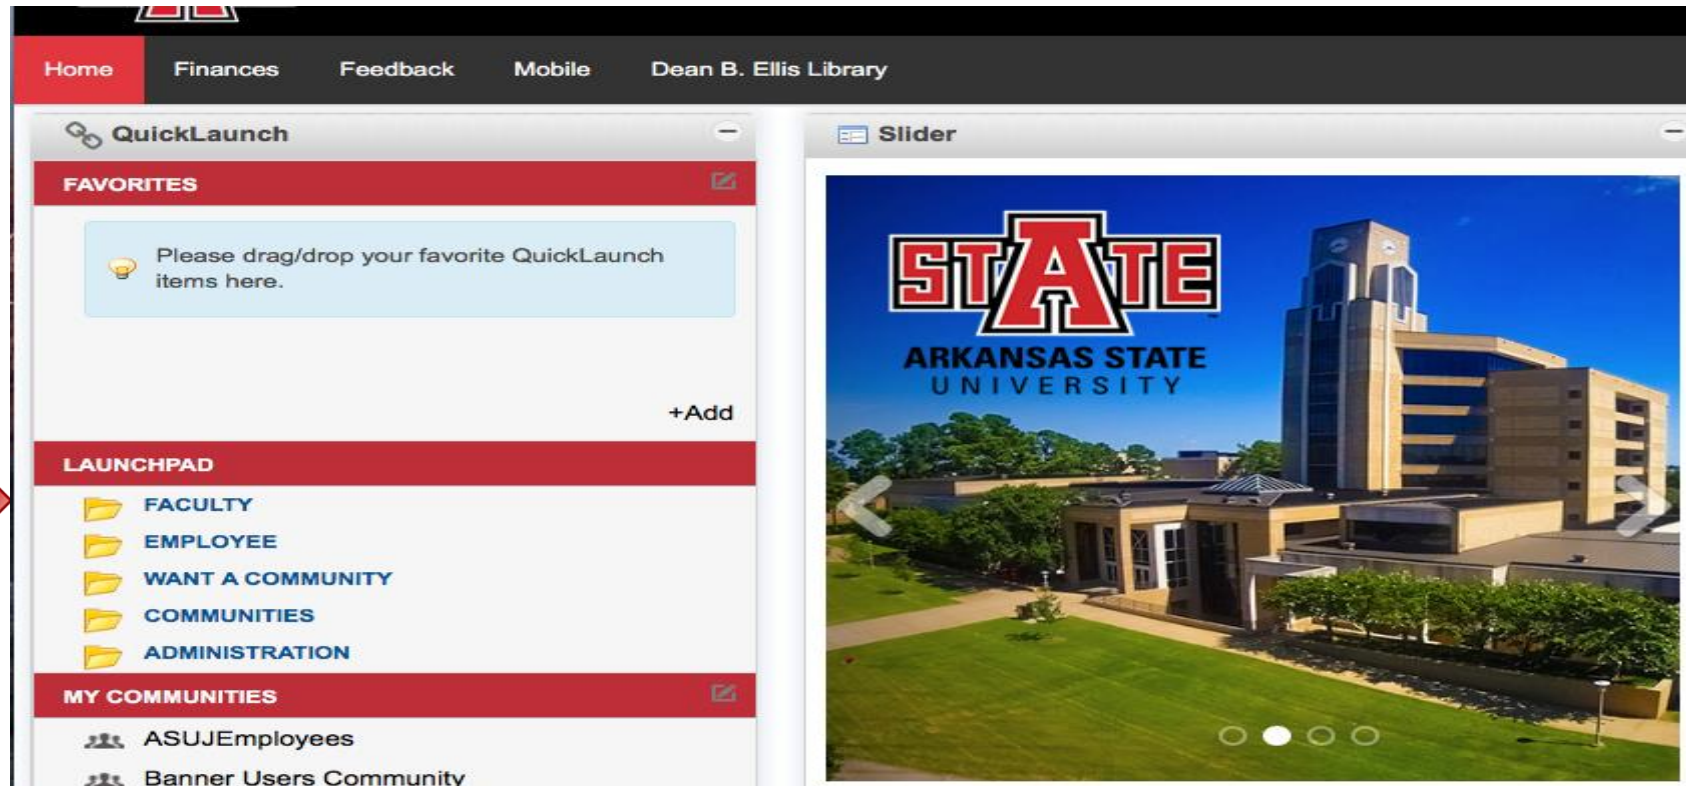 Home Finances Feedback Mobile Dean B. Ellis Library
QuickLaunch
FAVORITES
Please drag/drop your favorite QuickLaunch
items here.
+Add
LAUNCHPAD
FACULTY
EMPLOYEE
WANT A COMMUNITY
COMMUNITIES
ADMINISTRATION
MY COMMUNITIES
ASUJEmployees
Banner Users Community
Slider
STATE
ARKANSAS STATE
UNIVERSITY